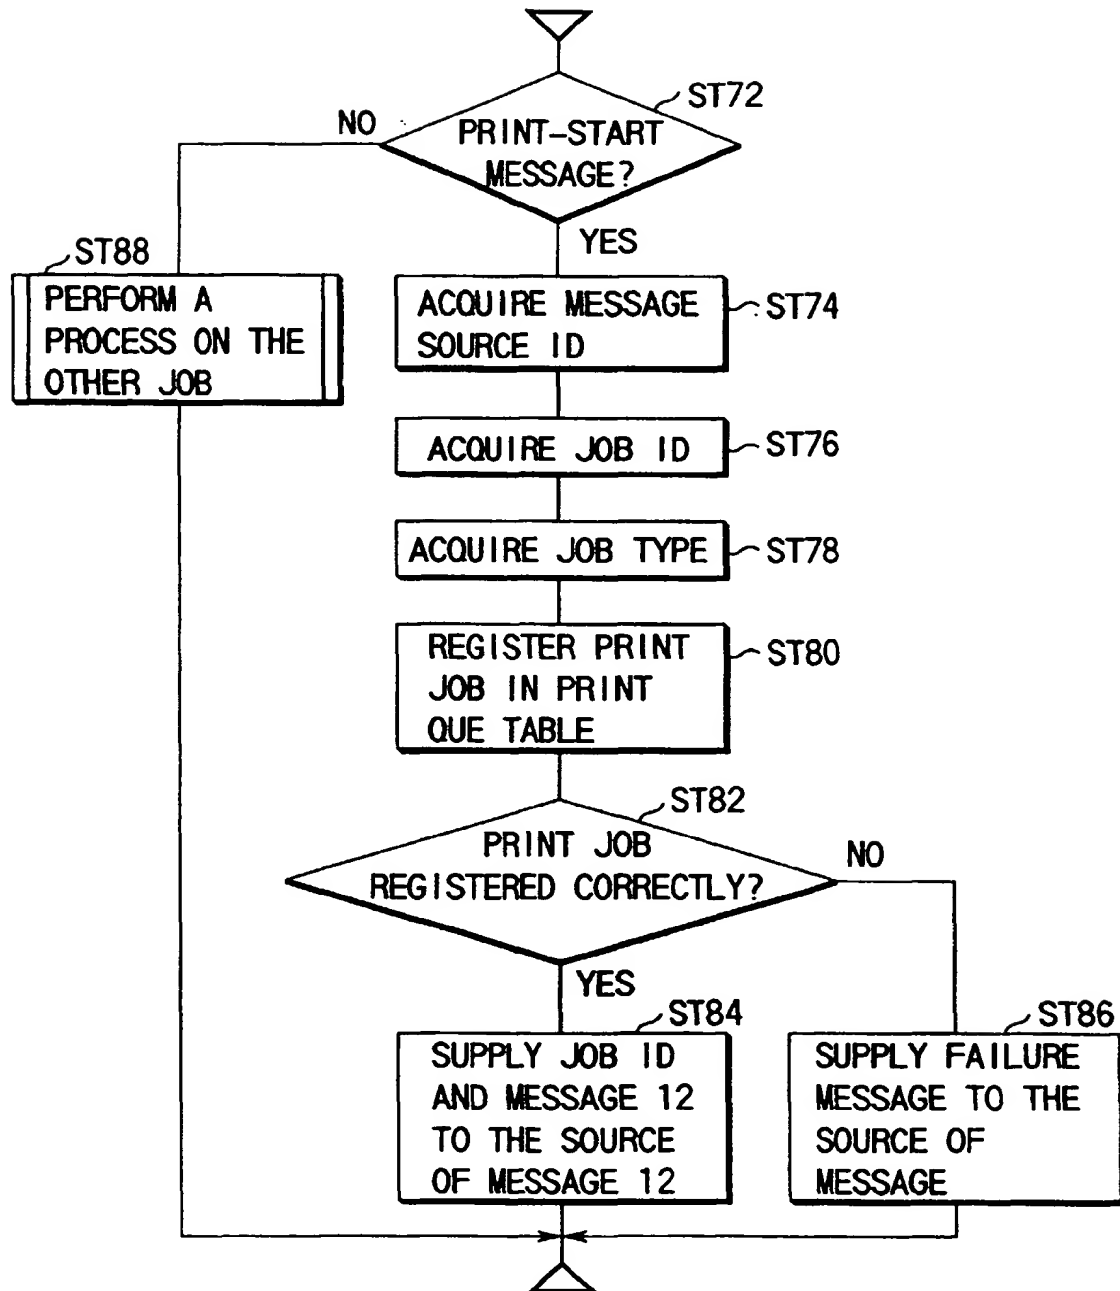 ST72
NO
PRINT-START
MESSAGE?
YES
ST88
PERFORM A
PROCESS ON THE
OTHER JOB
ACQUIRE MESSAGE
SOURCE ID
ST74
ACQUIRE JOB ID
ST76
ACQUIRE JOB TYPE
ST78
REGISTER PRINT
JOB IN PRINT
QUE TABLE
ST80
ST82
PRINT JOB
REGISTERED CORRECTLY?
NO
YES
ST84
SUPPLY JOB ID
AND MESSAGE 12
TO THE SOURCE
OF MESSAGE 12
ST86
SUPPLY FAILURE
MESSAGE TO THE
SOURCE OF
MESSAGE